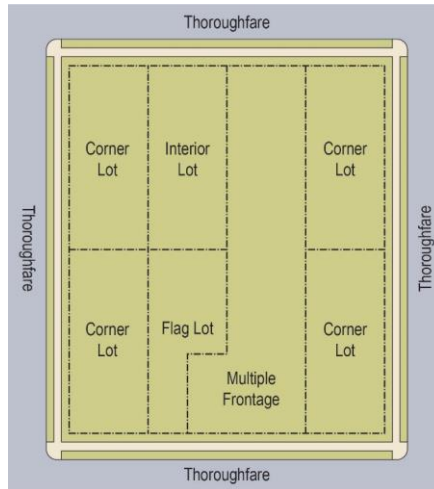 Thoroughfare
Corner
Lot
Interior
Lot
Corner
Lot
Thoroughfare
Thoroughfare
Corner
Lot
Flag Lot
Corner
Lot
Multiple
Frontage
Thoroughfare